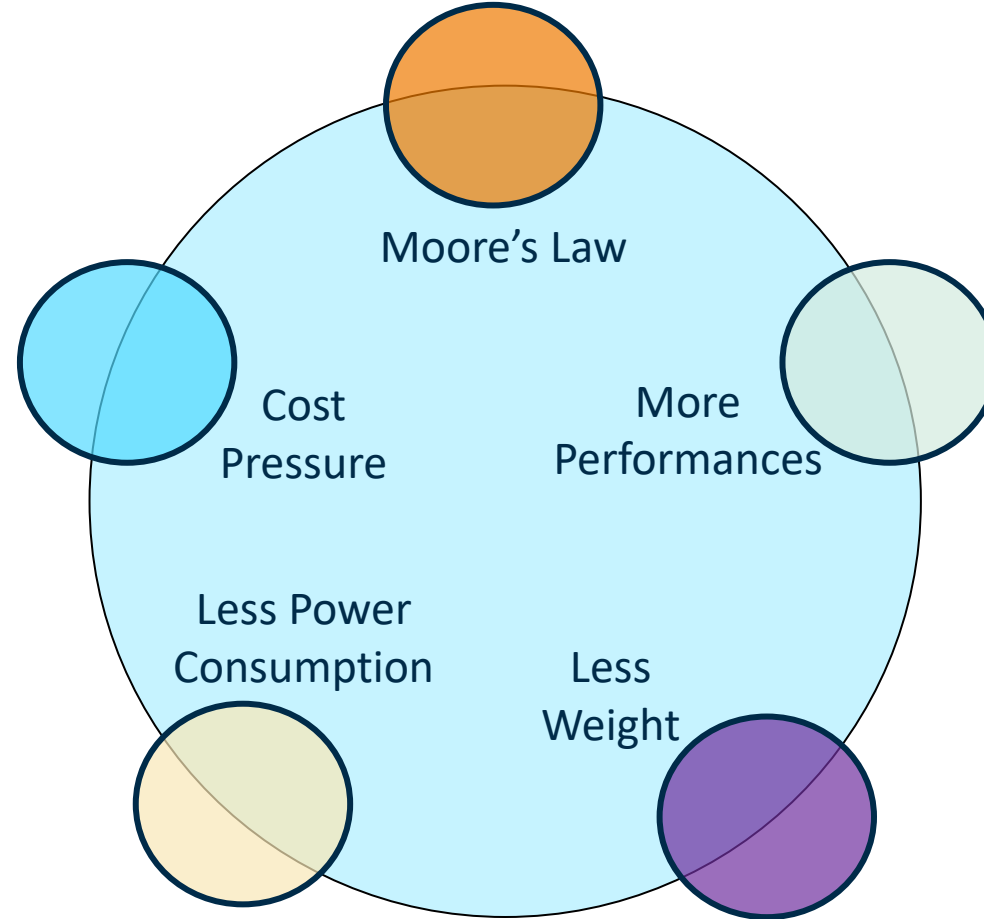 Moore’s Law
Cost
Pressure
More
Performances
Less Power
Consumption
Less
Weight